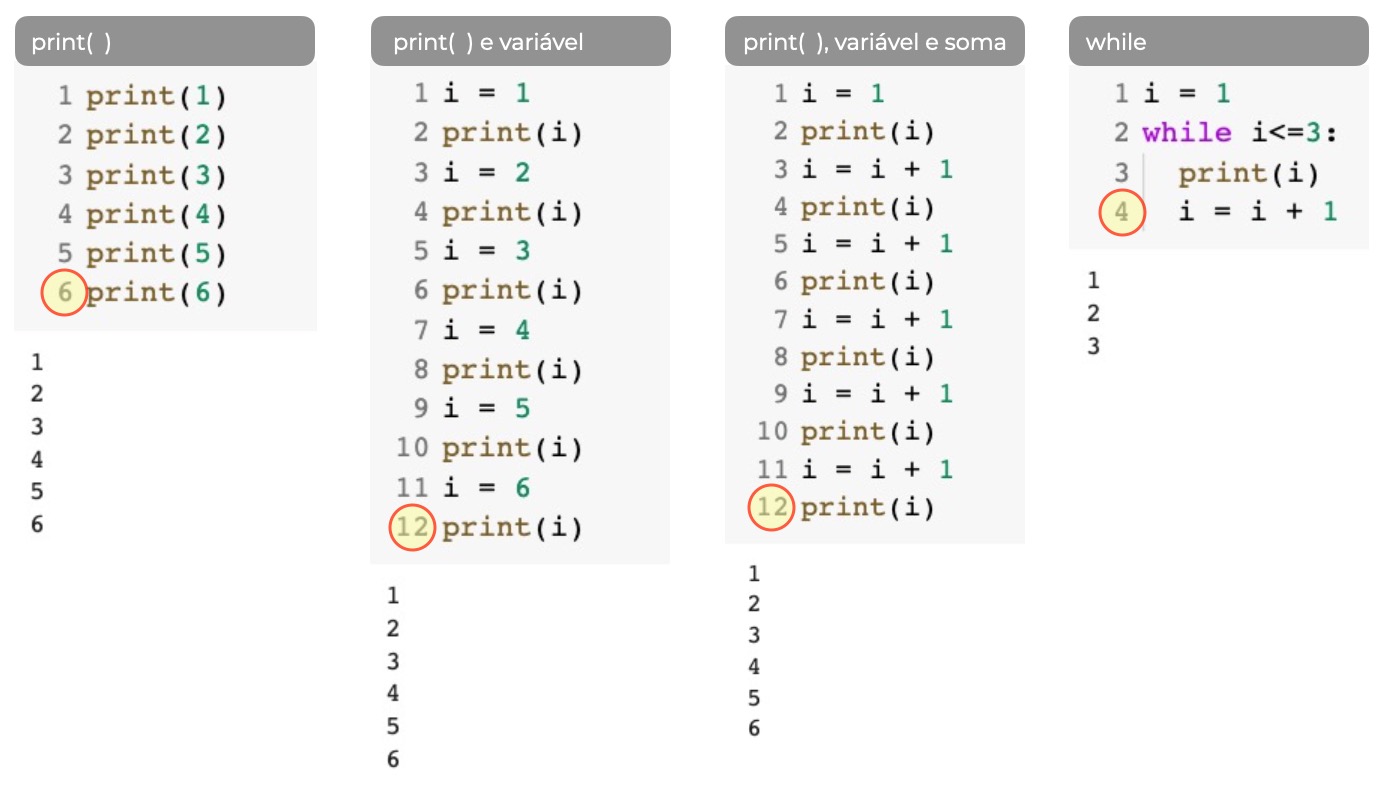 print(  )
1 print(1)
2 print(2)
3 print(3)
4 print(4)
5 print(5)
6 print(6)
1
2
3
4
5
6
print(  ) e variável
1 i = 1
2 print(i)
3 i = 2
4 print(i)
5 i = 3
6 print(i)
7 i = 4
8 print(i)
9 i = 5
10 print(i)
11 i = 6
12 print(i)
1
2
3
4
5
6
print(  ), variável e soma
1 i = 1
2 print(i)
3 i = i + 1
4 print(i)
5 i = i + 1
6 print(i)
7 i = i + 1
8 print(i)
9 i = i + 1
10 print(i)
11 i = i + 1
12 print(i)
1
2
3
4
5
6
while
1 i = 1
2 while i<=3:
3   print(i)
4   i = i + 1
1
2
3